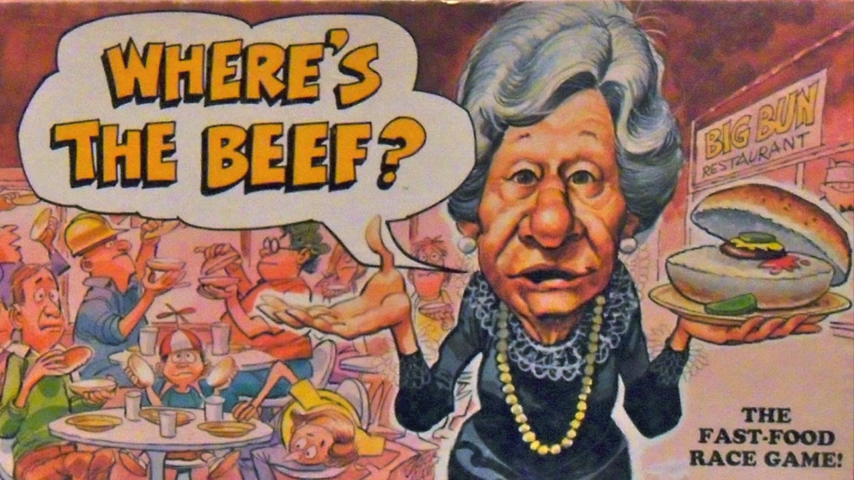 WHERE'S
THE BEEF?
BIG BUN
RESTAURANT
THE
FAST-FOOD
RACE GAME!